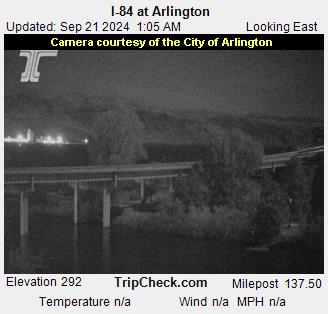 I-84 at Arlington
Updated: Sep 21 2024 1:05 AM Looking East
Camera courtesy of the City of Arlington
Elevation 292 TripCheck.com Milepost 137.50
Temperature n/a Wind n/a MPH n/a